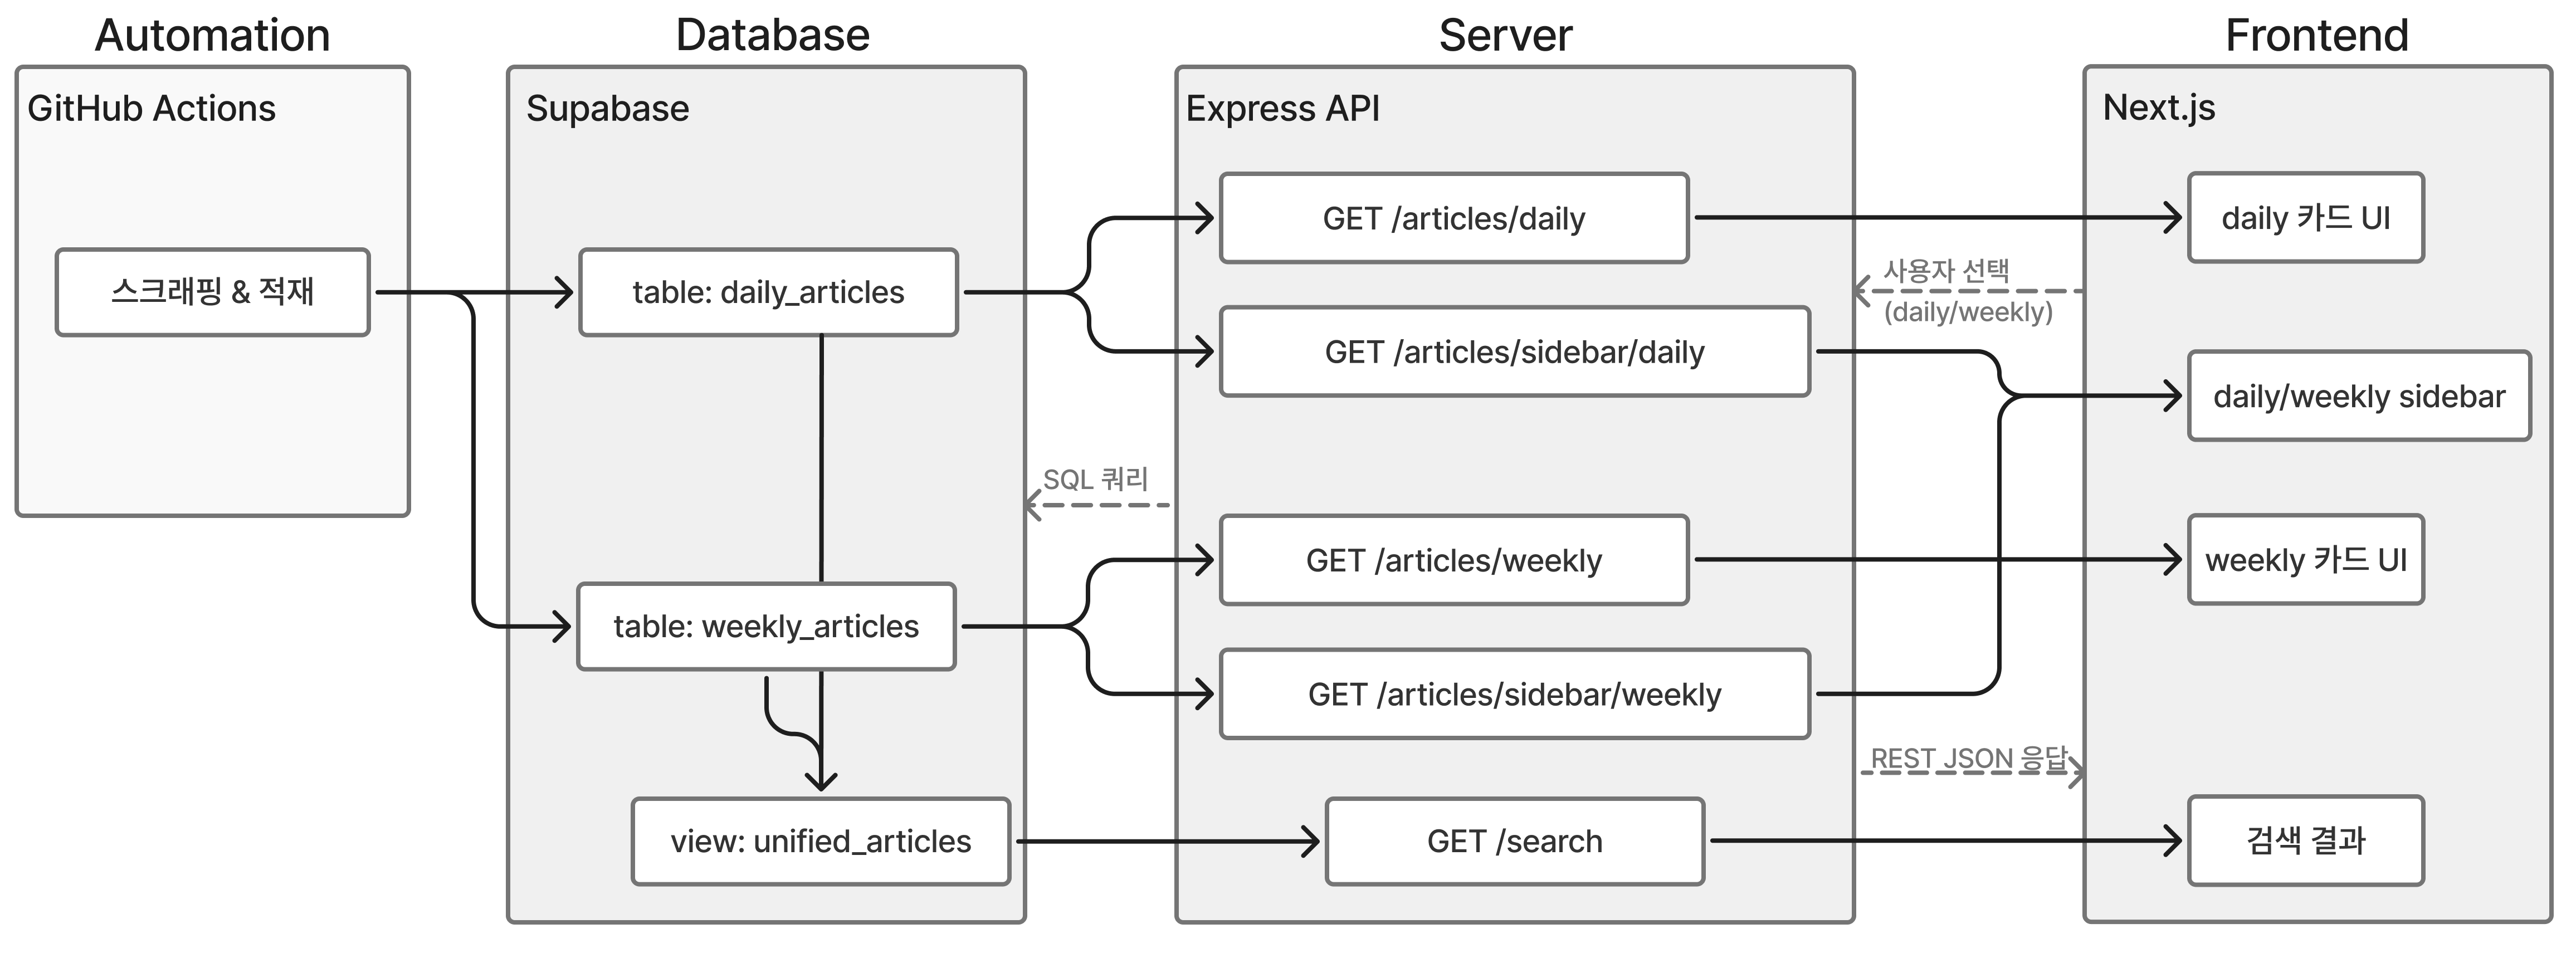 Automation
GitHub Actions
스크래핑 & 적재
Database
Supabase
table: daily_articles
table: weekly_articles
view: unified_articles
SQL 쿼리
Server
Express API
GET /articles/daily
GET /articles/sidebar/daily
GET /articles/weekly
GET /articles/sidebar/weekly
GET /search
사용자 선택
(daily/weekly)
REST JSON 응답
Frontend
Next.js
daily 카드 UI
daily/weekly sidebar
weekly 카드 UI
검색 결과